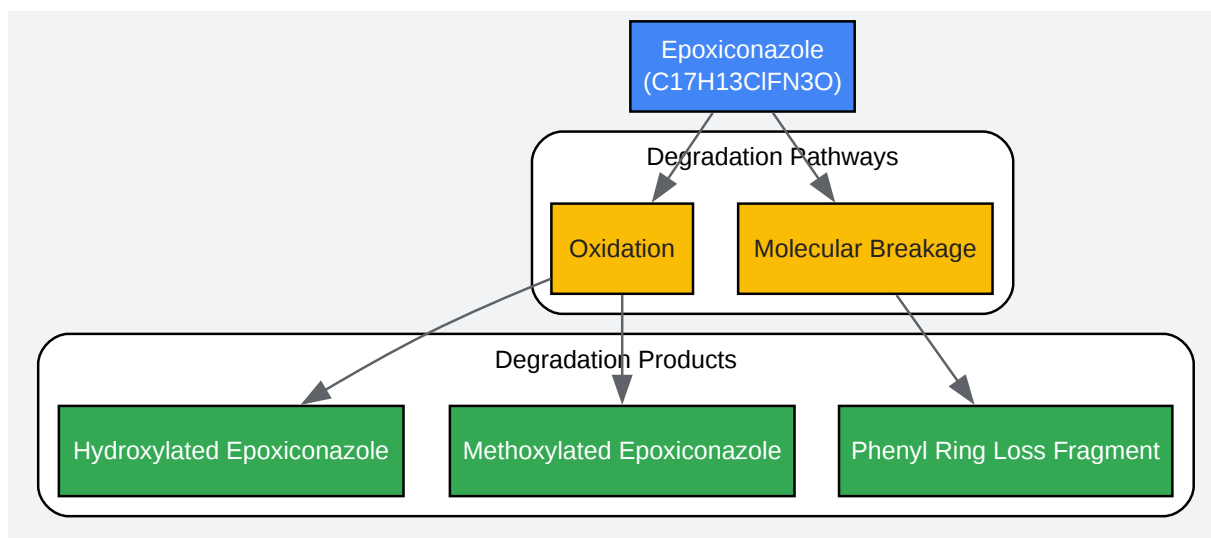 Epoxiconazole
(C17H13ClFN3O)
Degradation Pathways
Oxidation
Molecular Breakage
Degradation Products
Hydroxylated Epoxiconazole
Methoxylated Epoxiconazole
Phenyl Ring Loss Fragment